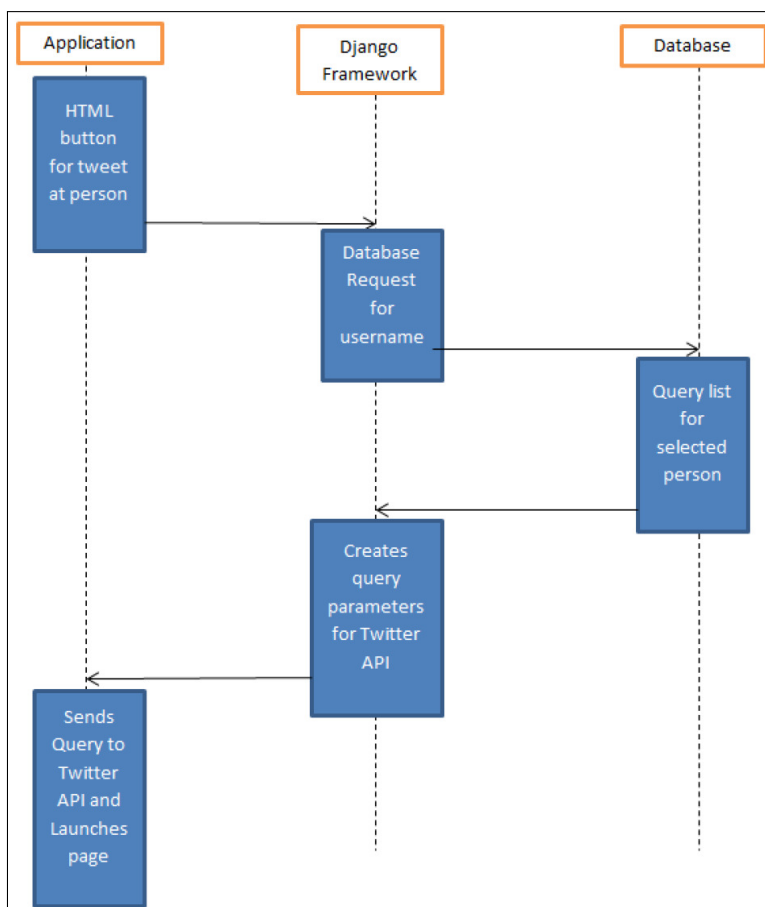 Application
Django
Framework
Database
HTML
button
for tweet
at person
Database
Request
for
username
Query list
for
selected
person
Creates
query
parameters
for Twitter
API
Sends
Query to
Twitter
API and
Launches
page